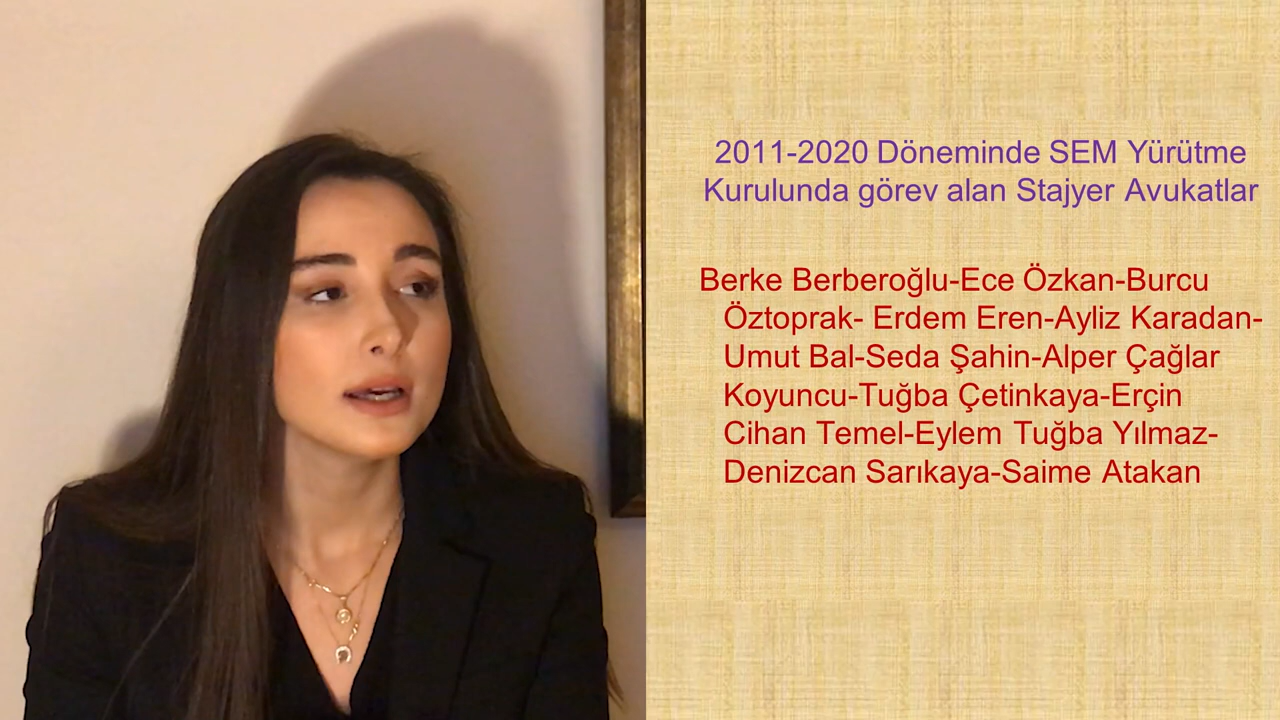 2011-2020 Döneminde SEM Yürütme
Kurulunda görev alan Stajyer Avukatlar
Berke Berberoğlu-Ece Özkan-Burcu
Öztoprak- Erdem Eren-Ayliz Karadan-
Umut Bal-Seda Şahin-Alper Çağlar
Koyuncu-Tuğba Çetinkaya-Erçin
Cihan Temel-Eylem Tuğba Yılmaz-
Denizcan Sarıkaya-Saime Atakan